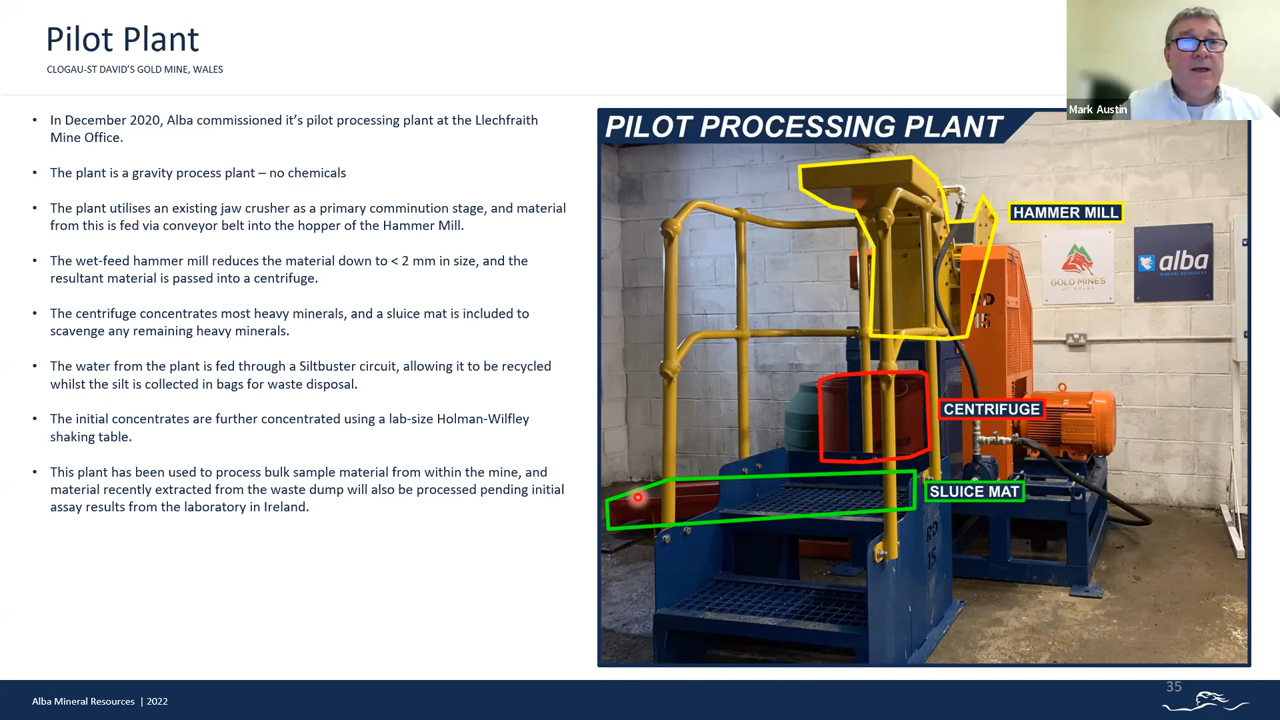 Pilot Plant
CLOGAU-ST DAVID'S GOLD MINE, WALES
Mark Austin
• In December 2020, Alba commissioned it's pilot processing plant at the Llechfraith
Mine Office.
• The plant is a gravity process plant – no chemicals
• The plant utilises an existing jaw crusher as a primary comminution stage, and material
from this is fed via conveyor belt into the hopper of the Hammer Mill.
• The wet-feed hammer mill reduces the material down to < 2 mm in size, and the
resultant material is passed into a centrifuge.
• The centrifuge concentrates most heavy minerals, and a sluice mat is included to
scavenge any remaining heavy minerals.
• The water from the plant is fed through a Siltbuster circuit, allowing it to be recycled
whilst the silt is collected in bags for waste disposal.
• The initial concentrates are further concentrated using a lab-size Holman-Wilfley
shaking table.
• This plant has been used to process bulk sample material from within the mine, and
material recently extracted from the waste dump will also be processed pending initial
assay results from the laboratory in Ireland.
PILOT PROCESSING PLANT
HAMMER MILL
GOLD MINES
OF WALES
alba
MINERAL RESOURCES
15
CENTRIFUGE
SLUICE MAT
RD
15
35
Alba Mineral Resources | 2022